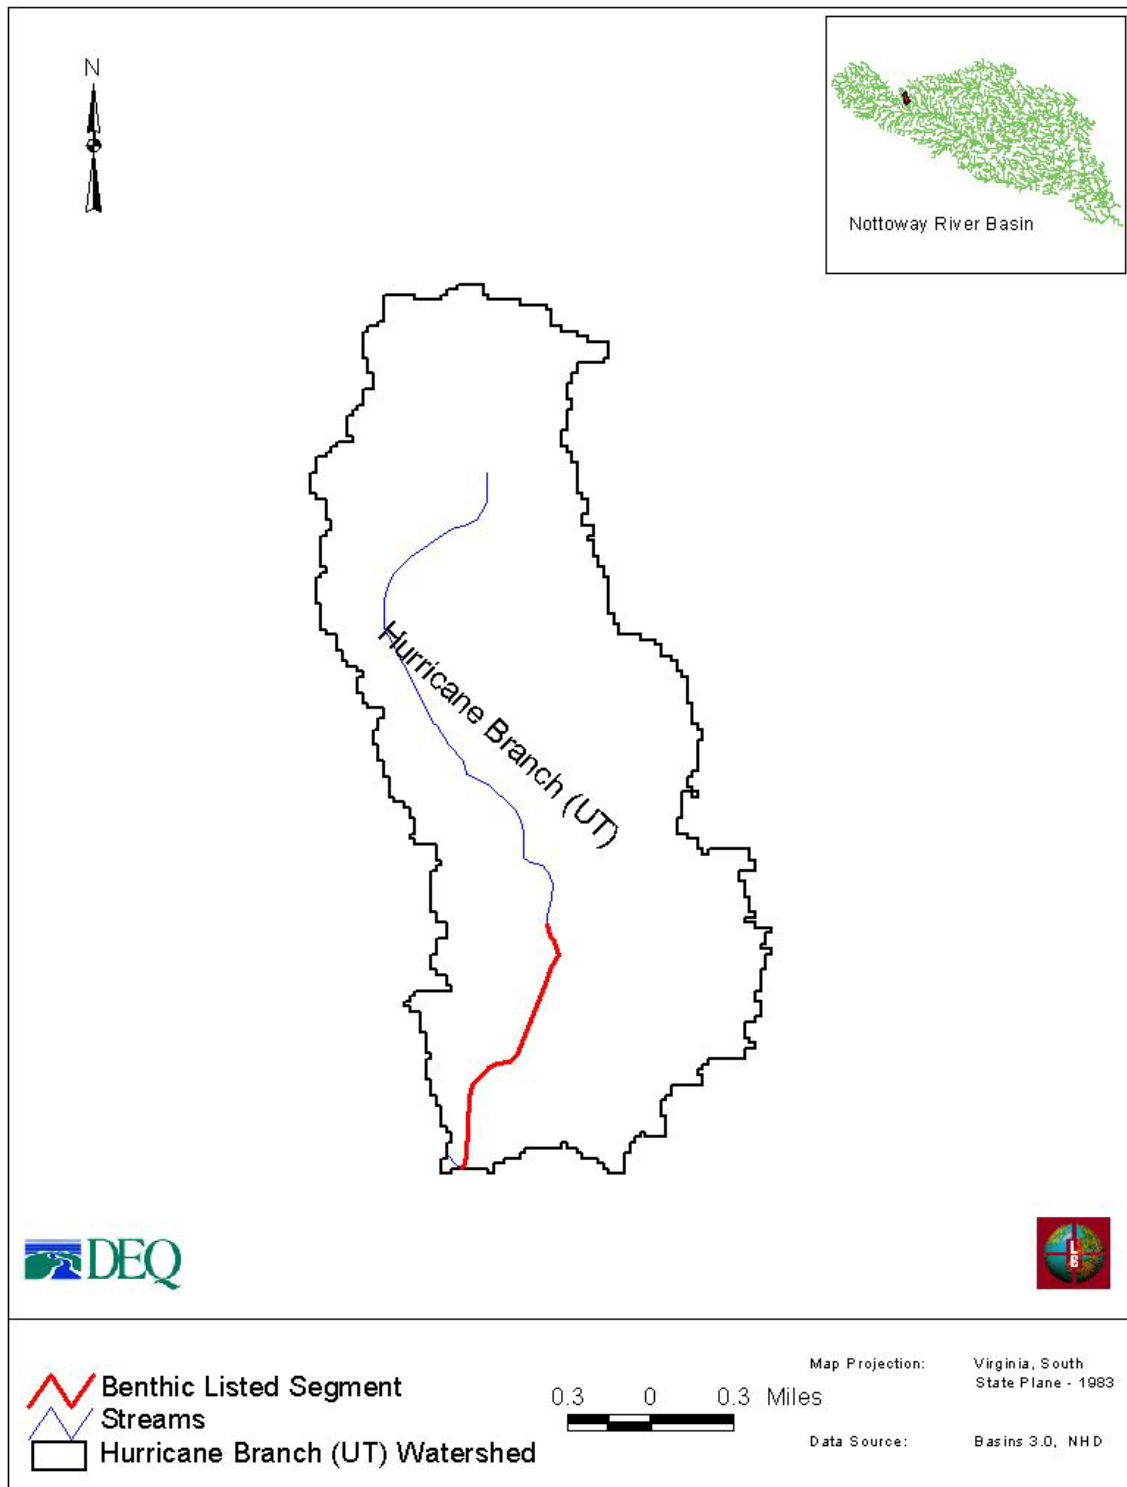 N
Nottoway River Basin
Hurricane Branch (UT)
DEQ
L
B
Benthic Listed Segment
Streams
Hurricane Branch (UT) Watershed
0.3 0 0.3 Miles
Map Projection: Virginia, South
State Plane - 1983
Data Source: Basins 3.0, NHD